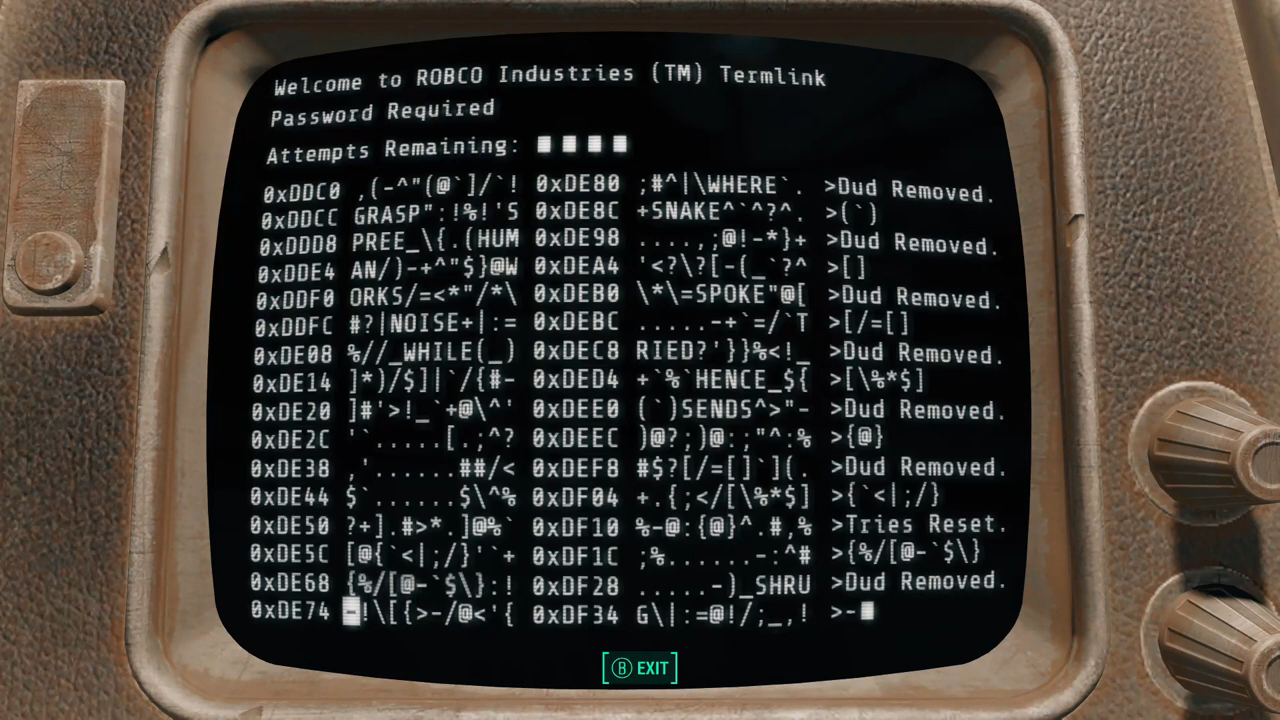 Welcome to ROBCO Industries (TM) Termlink
Password Required
Attempts Remaining: ■ ■ ■ ■
0xDDC0 ,(-^"(@`]/`! 0xDE80 ;#^|\WHERE`. >Dud Removed.
0xDDCC GRASP":!%!'S 0xDE8C +SNAKE^`^?^. >(`)
0xDDD8 PREE_\{.(HUM 0xDE98 ....,;@!-*}+ >Dud Removed.
0xDDE4 AN/)-+^"$}@W 0xDEA4 '<?\?[-(_`?^ >[]
0xDDF0 ORKS/=<*"/*\ 0xDEB0 \*\=SPOKE"@[ >Dud Removed.
0xDDFC #?|NOISE+|:= 0xDEBC .....-+`=/`T >[/=[]
0xDE08 %//_WHILE(_) 0xDEC8 RIED?'}}%<!_ >Dud Removed.
0xDE14 ]*)/$]|`/{#- 0xDED4 +`%`HENCE_${ >[\%*$]
0xDE20 ]#'>!_`+@\^' 0xDEE0 (`)SENDS^>"- >Dud Removed.
0xDE2C '`.....[.;^? 0xDEEC )@?;)@:;"^:% >{@}
0xDE38 ,'......##/< 0xDEF8 #$?[/=[]`](. >Dud Removed.
0xDE44 $`......$\^% 0xDF04 +.{;</[\%*$] >{`<|;/}
0xDE50 ?+].#>*.]@%` 0xDF10 %-@:{@}^.#,% >Tries Reset.
0xDE5C [@{`<|;/}'`+ 0xDF1C ;%......-:^# >{%/[@-`$\}
0xDE68 {%/[@-`$\}:! 0xDF28 .....-)_SHRU >Dud Removed.
0xDE74 -!\[{>-/@<'{ 0xDF34 G\|:=@!/;_,! >-■
B EXIT